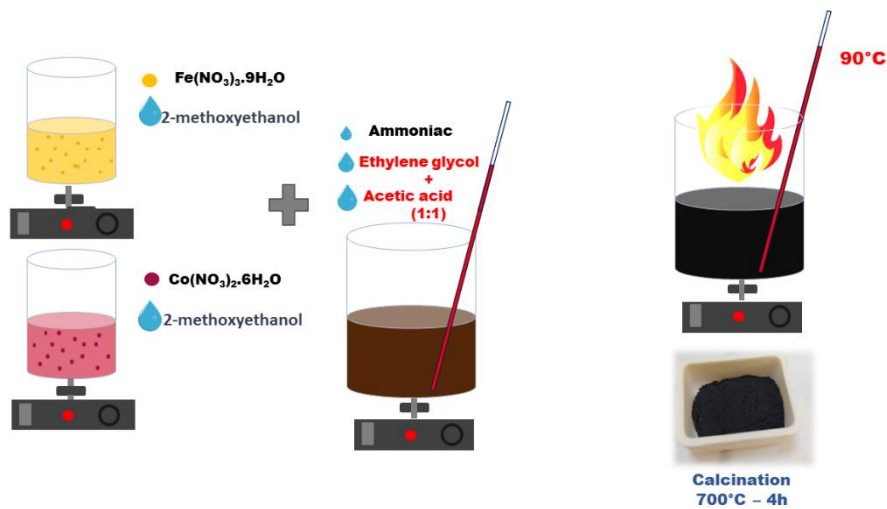 Fe(NO₃)₃.9H₂O
2-methoxyethanol
Co(NO₃)₂.6H₂O
2-methoxyethanol
Ammoniac
Ethylene glycol
+
Acetic acid
(1:1)
90°C
Calcination
700°C – 4h